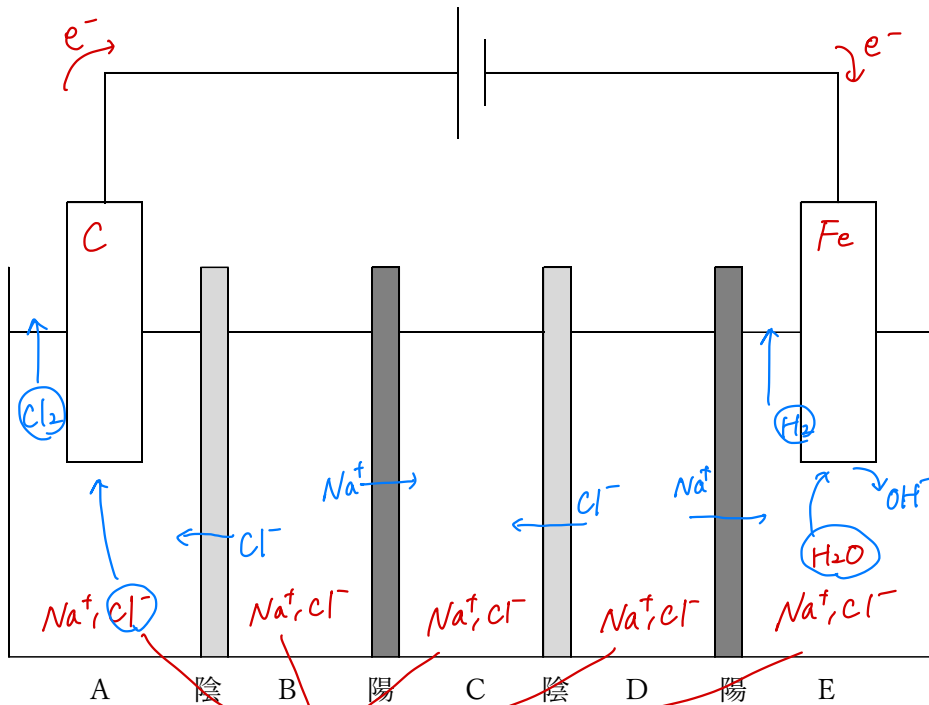 e⁻ e⁻
C Fe
Cl₂ H₂
Na⁺ Na⁺ OH⁻
Cl⁻ Cl⁻ H₂O
Na⁺, Cl⁻ Na⁺, Cl⁻ Na⁺, Cl⁻ Na⁺, Cl⁻ Na⁺, Cl⁻
A 陰 B 陽 C 陰 D 陽 E